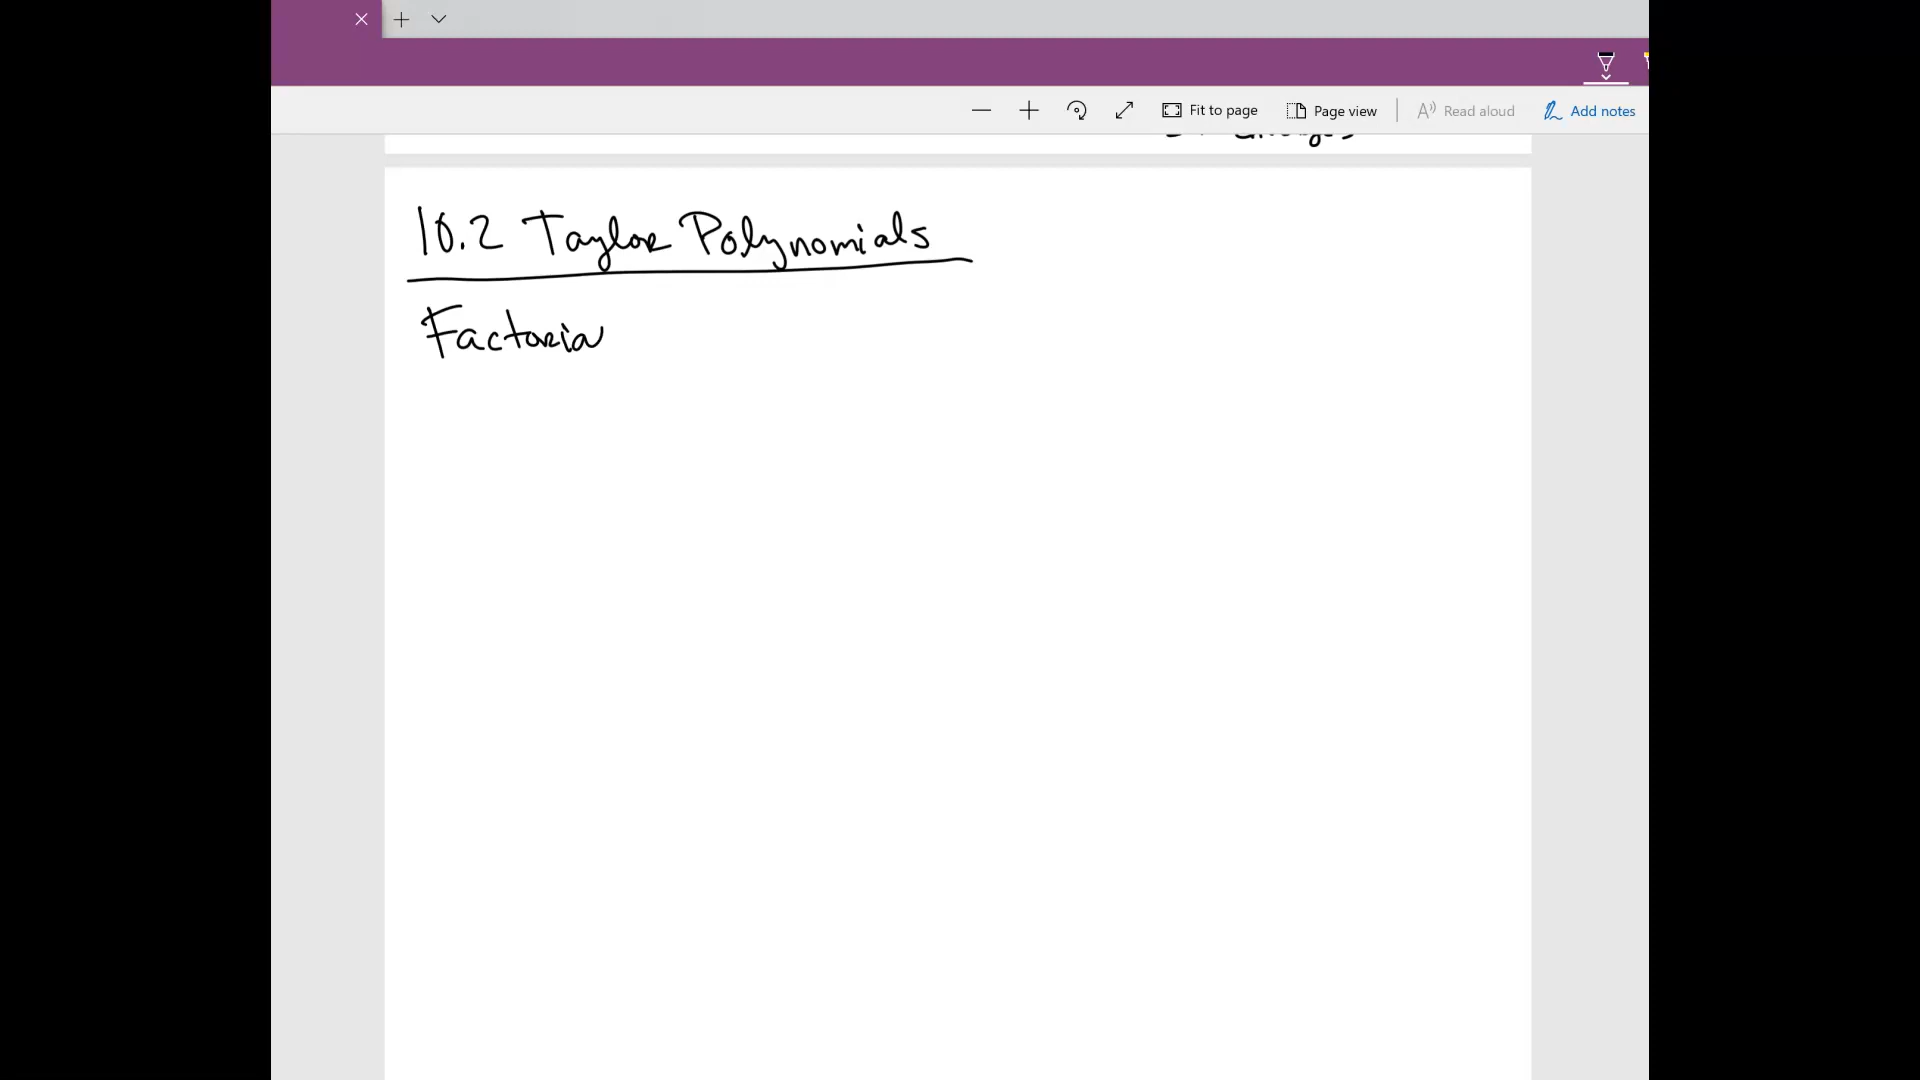 Fit to page
Page view
Read aloud
Add notes
10.2 Taylor Polynomials
Factoria